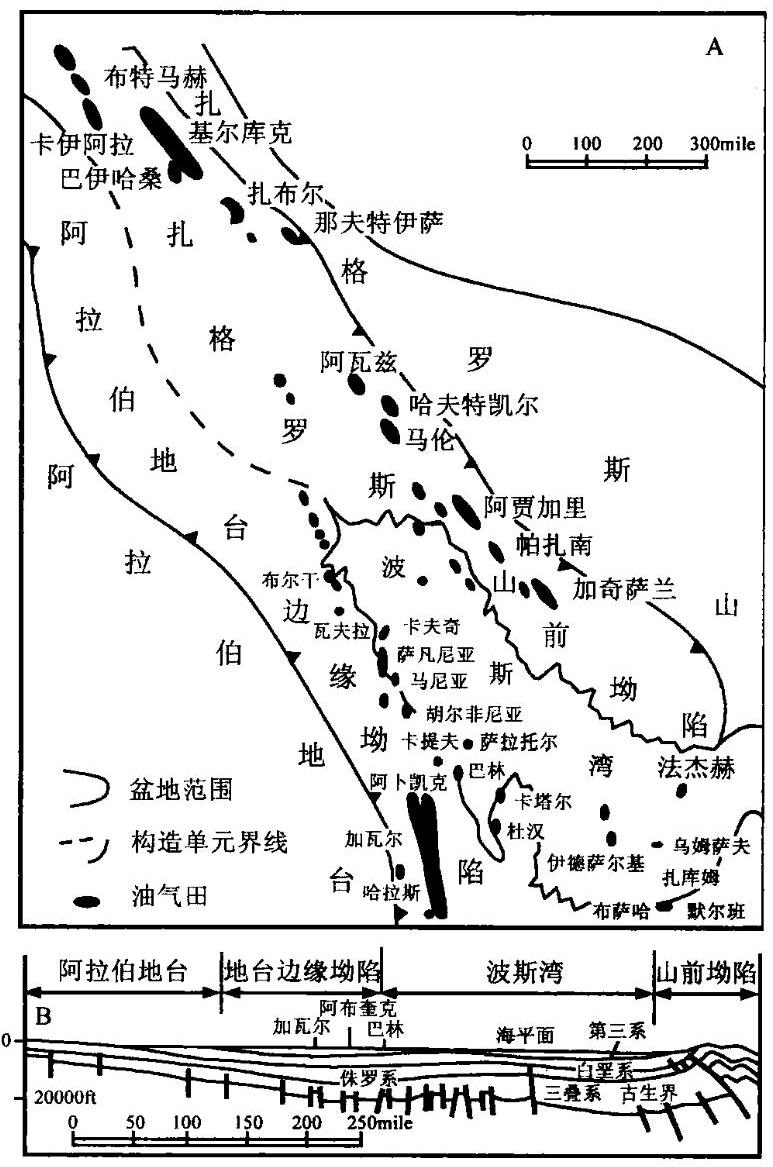 A
布特马赫
扎
卡伊阿拉
基尔库克
0 100 200 300mile
巴伊哈桑
扎布尔
那夫特伊萨
阿
扎
格
拉
格
阿瓦兹
罗
伯
哈夫特凯尔
罗
马伦
阿
地
斯
斯
台
阿贾加里
拉
波
帕扎南
布尔干
山
加奇萨兰
山
边
瓦夫拉
卡夫奇
前
伯
缘
萨凡尼亚
斯
马尼亚
坳
胡尔非尼亚
陷
地
坳
卡提夫
萨拉托尔
湾
法杰赫
盆地范围
阿卜凯克
巴林
卡塔尔
构造单元界线
加瓦尔
杜汉
乌姆萨夫
伊德萨尔基
台
哈拉斯
陷
扎库姆
油气田
布萨哈
默尔班
阿拉伯地台
地台边缘坳陷
波斯湾
山前坳陷
B
阿布奎克
加瓦尔
巴林
海平面
第三系
0
白垩系
侏罗系
三叠系
古生界
20000ft
0 50 100 150 200 250mile